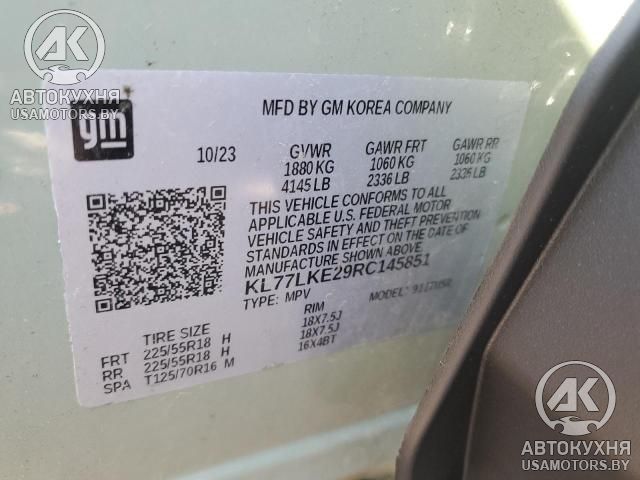 АК
АВТОКУХНЯ
USAMOTORS.BY
gm
MFD BY GM KOREA COMPANY
10/23 GVWR GAWR FRT GAWR RR
1880 KG 1060 KG 1060 KG
4145 LB 2336 LB 2336 LB
THIS VEHICLE CONFORMS TO ALL
APPLICABLE U.S. FEDERAL MOTOR
VEHICLE SAFETY AND THEFT PREVENTION
STANDARDS IN EFFECT ON THE DATE OF
MANUFACTURE SHOWN ABOVE
KL77LKE29RC145851
TYPE: MPV MODEL:
TIRE SIZE RIM
FRT 225/55R18 H 18X7.5J
RR 225/55R18 H 18X7.5J
SPA T125/70R16 M 16X4BT
АК
АВТОКУХНЯ
USAMOTORS.BY